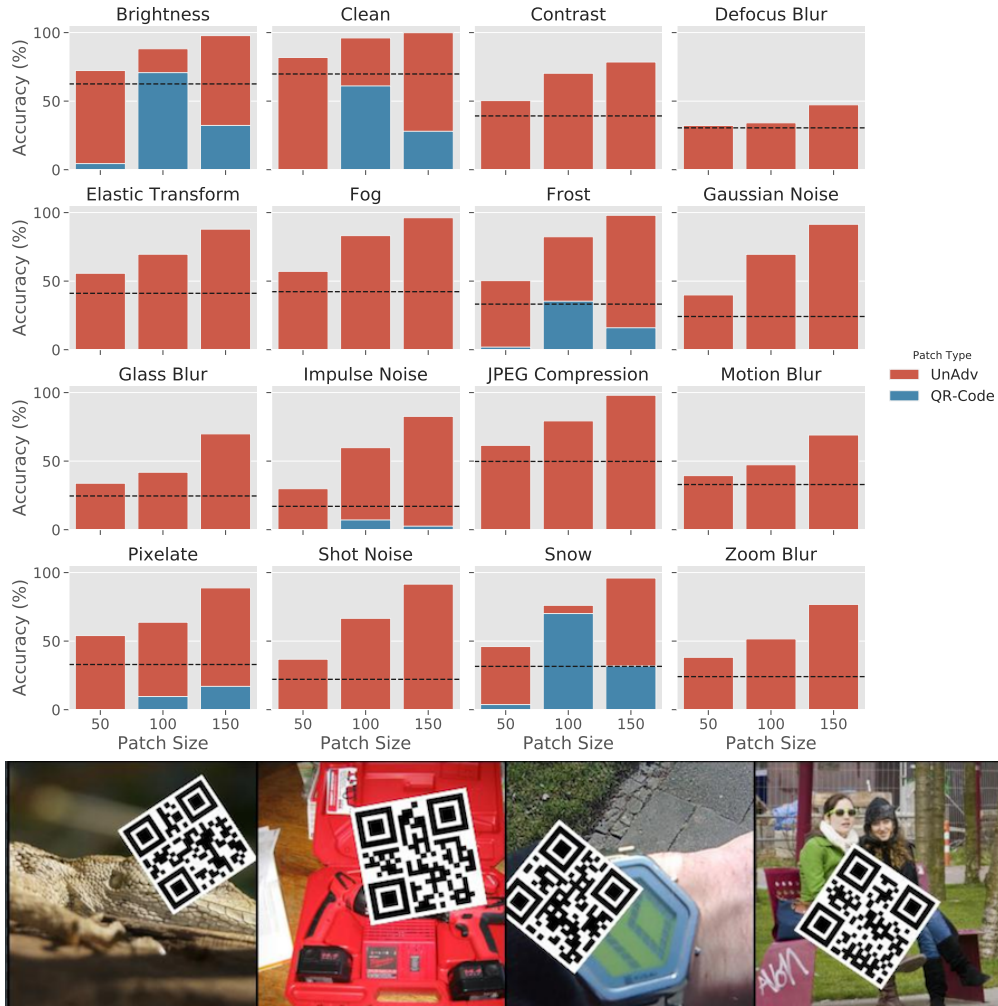 Brightness Clean Contrast Defocus Blur
100
Accuracy (%)
50
0
Elastic Transform Fog Frost Gaussian Noise
100
Accuracy (%)
50
0
Patch Type
UnAdv
QR-Code
Glass Blur Impulse Noise JPEG Compression Motion Blur
100
Accuracy (%)
50
0
Pixelate Shot Noise Snow Zoom Blur
100
Accuracy (%)
50
0
50 100 150 50 100 150 50 100 150 50 100 150
Patch Size Patch Size Patch Size Patch Size